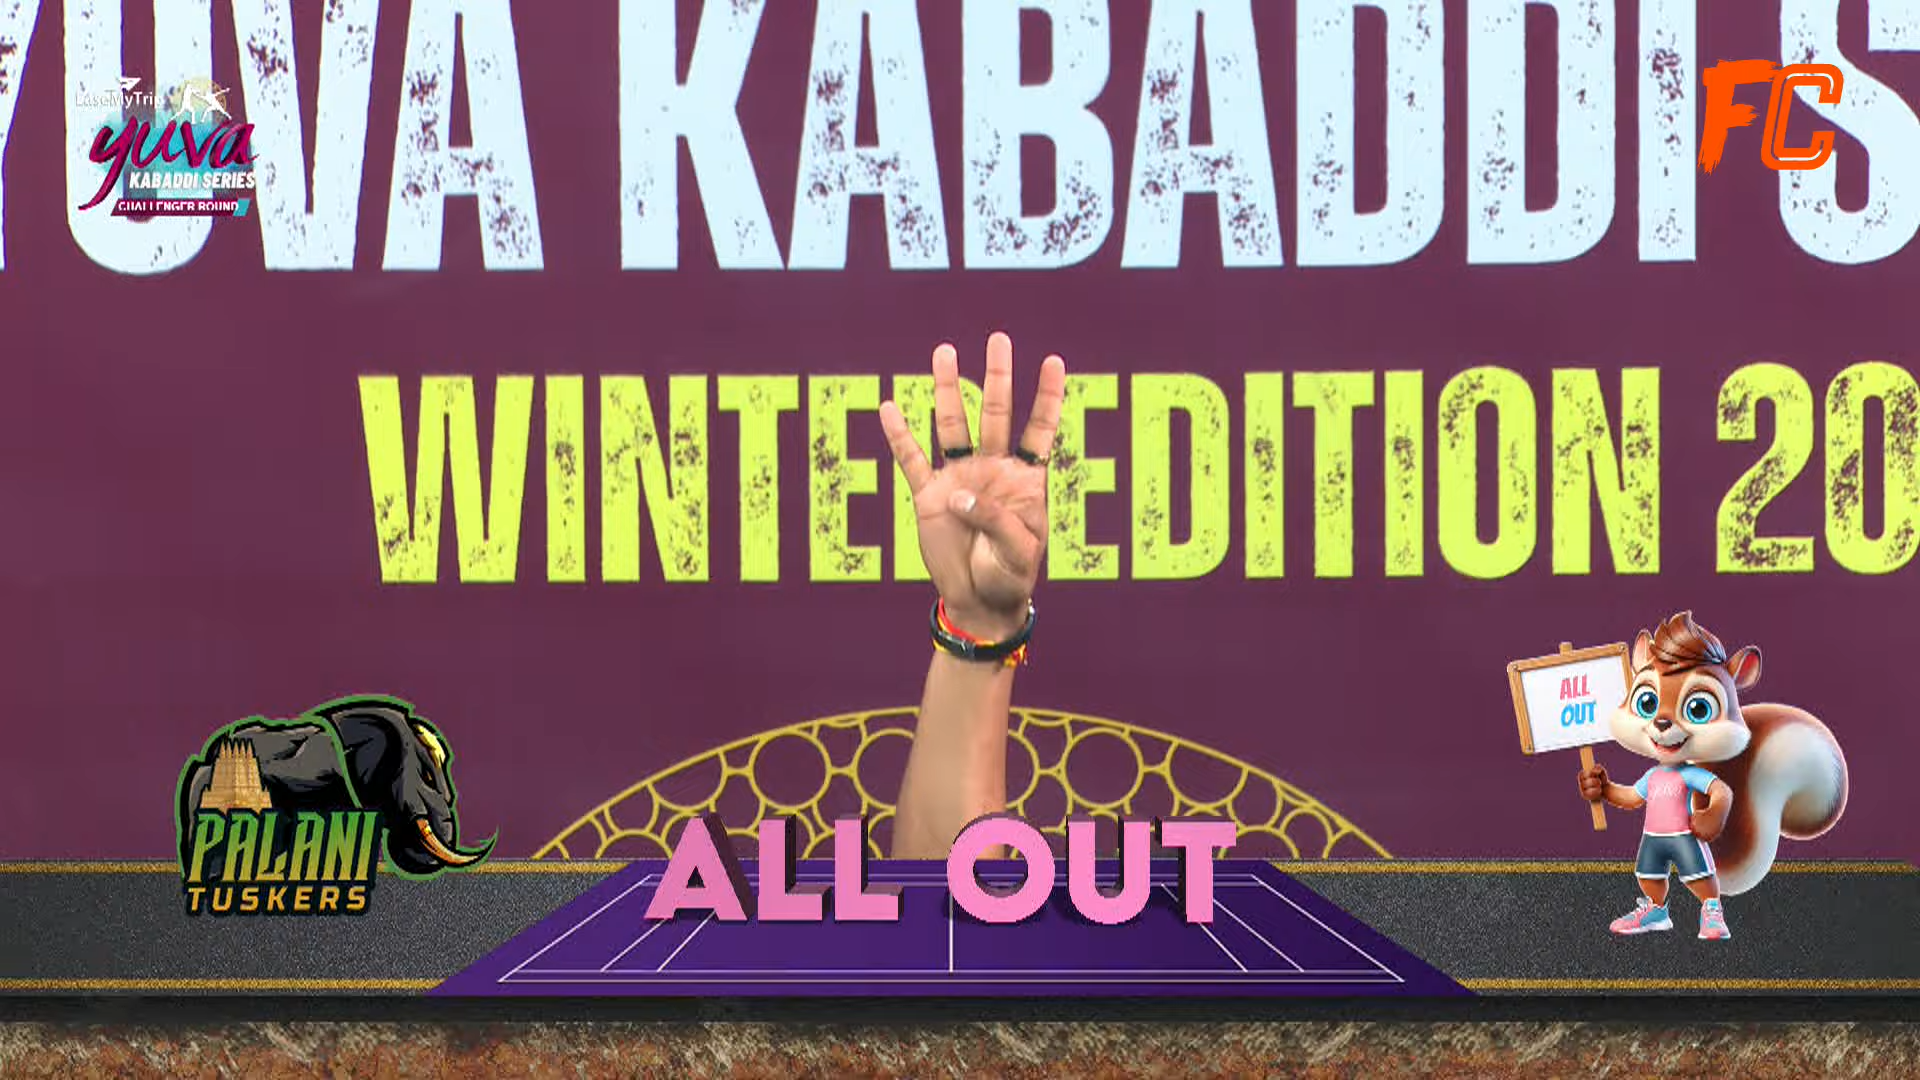 YUVA KABADDI S
EaseMyTrip
yuva
KABADDI SERIES
CHALLENGER ROUND
FC
WINTER EDITION 20
ALL
OUT
PALANI
TUSKERS
ALL OUT